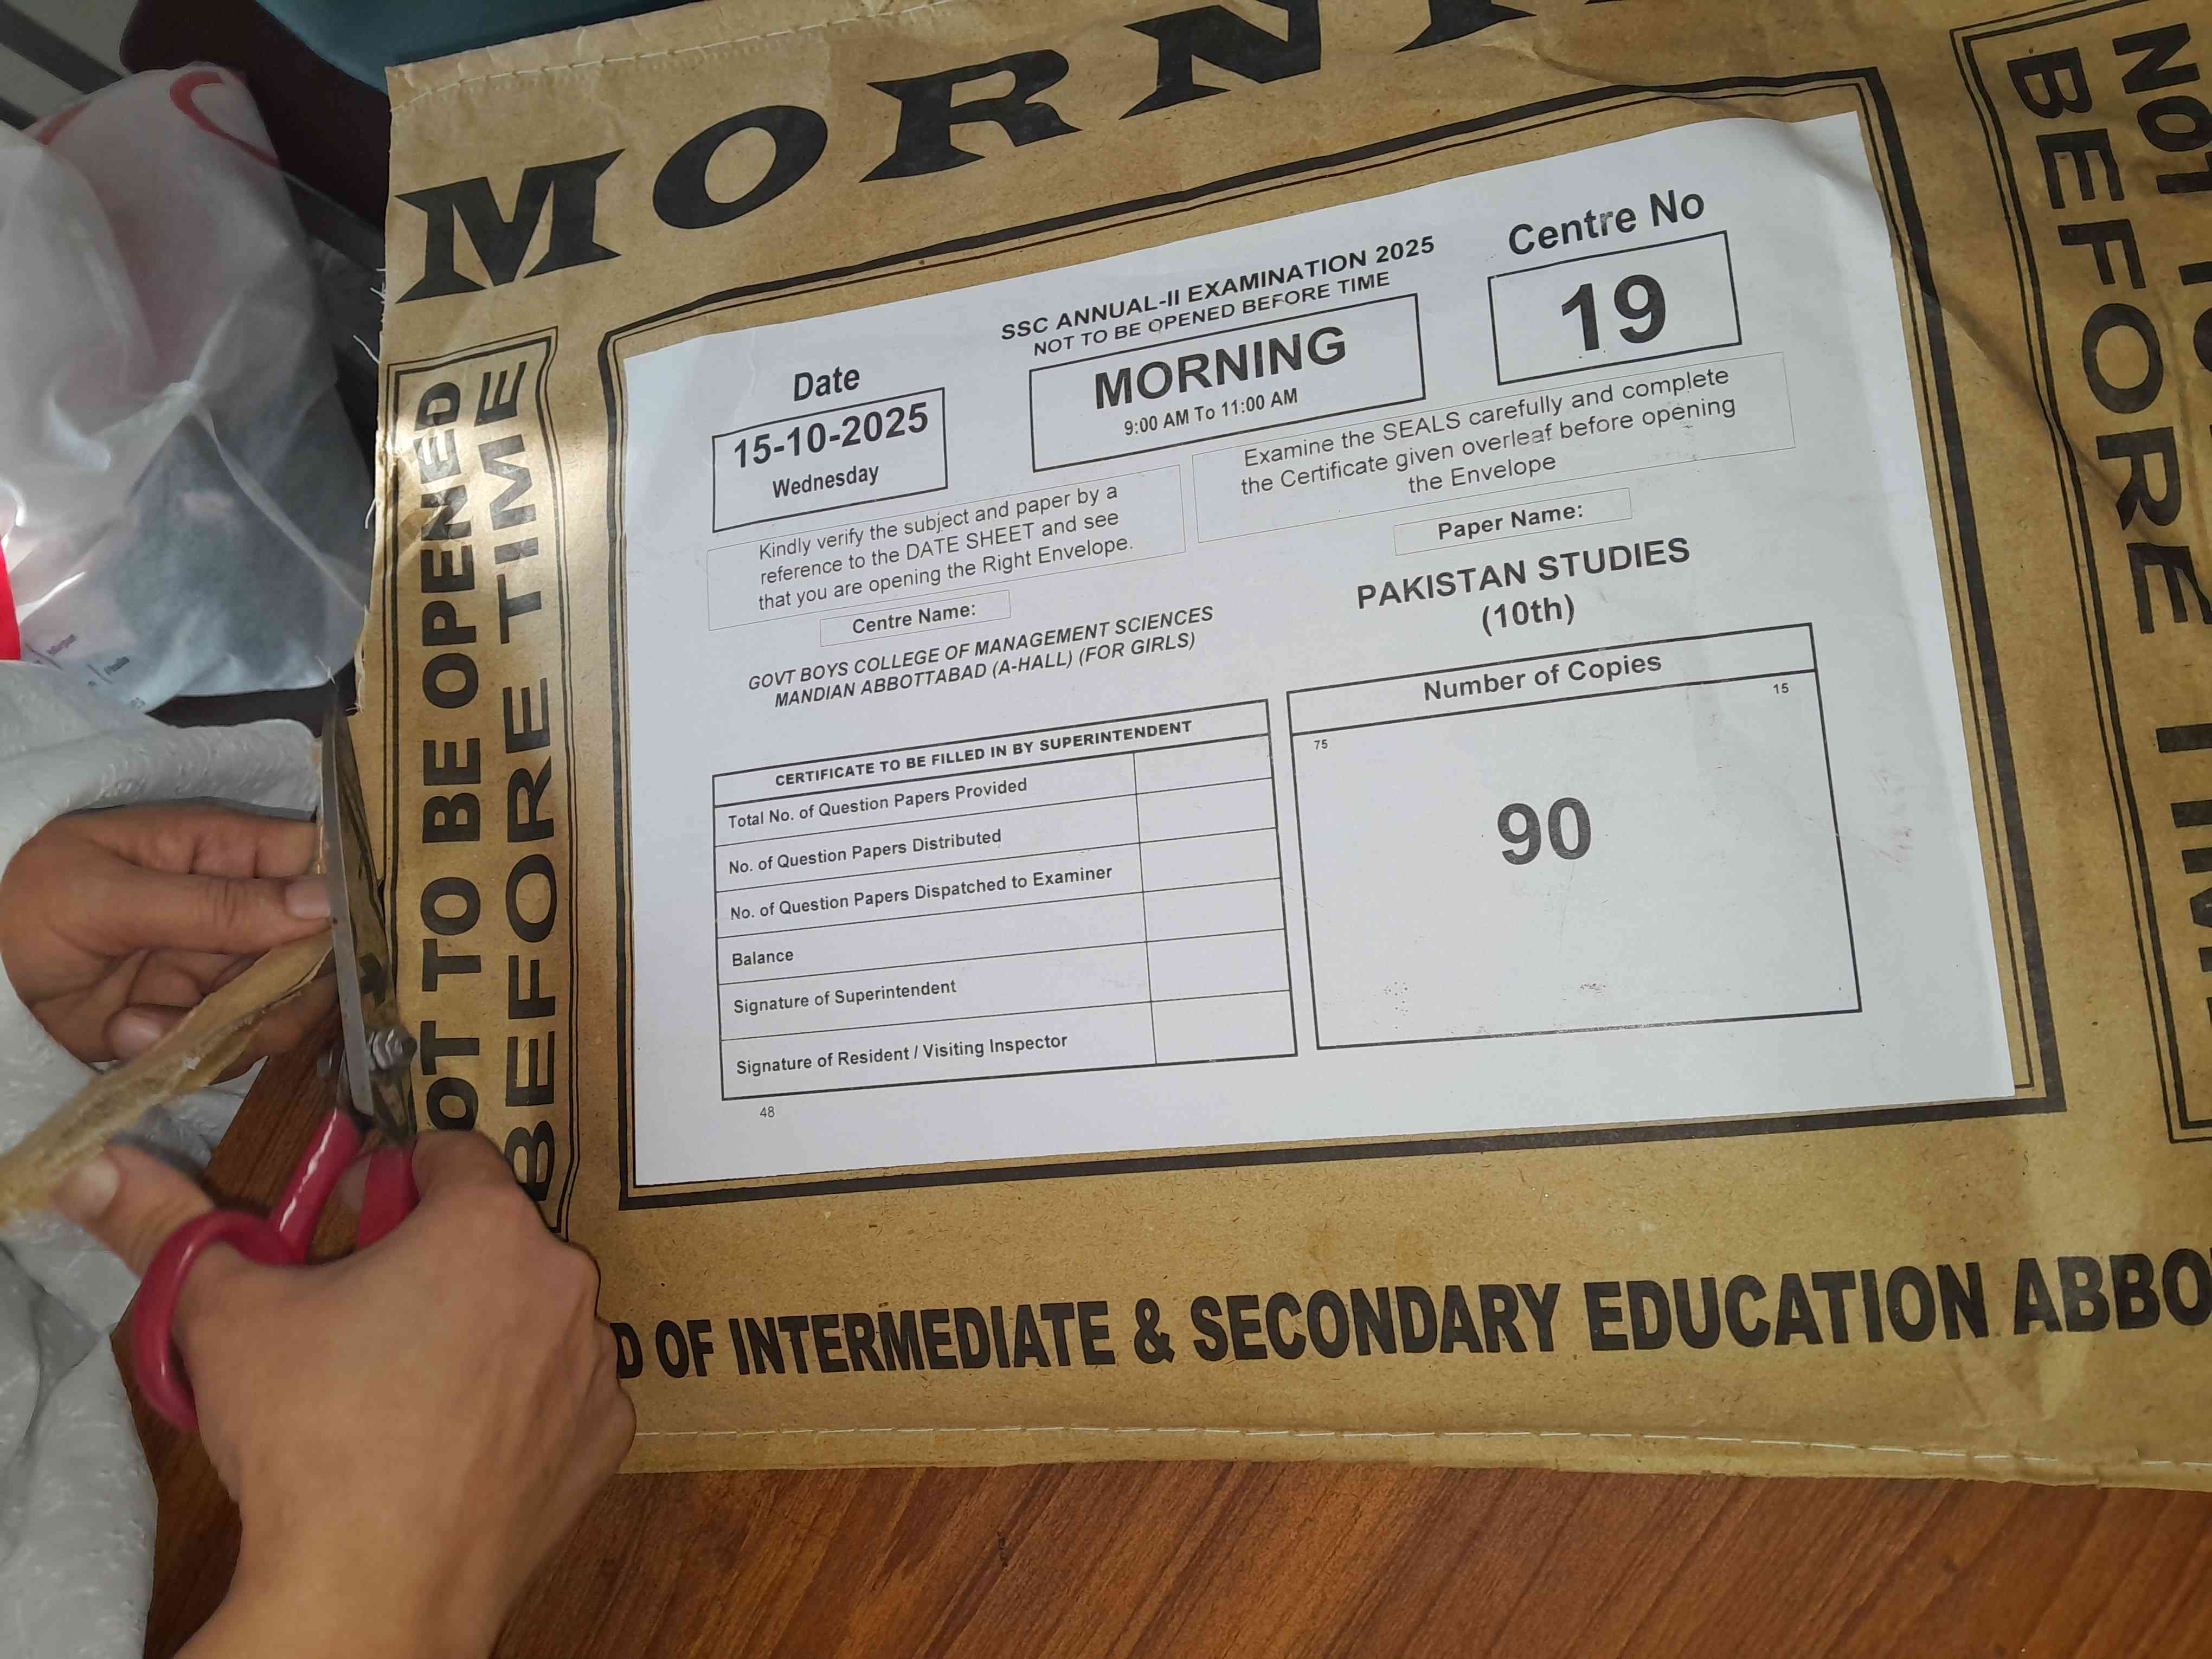 MORN
NOT
BEFORE TIM
OT TO BE OPENED
BEFORE TIME
SSC ANNUAL-II EXAMINATION 2025
NOT TO BE OPENED BEFORE TIME
Centre No
19
Date
15-10-2025
Wednesday
MORNING
9:00 AM To 11:00 AM
Kindly verify the subject and paper by a
reference to the DATE SHEET and see
that you are opening the Right Envelope.
Examine the SEALS carefully and complete
the Certificate given overleaf before opening
the Envelope
Centre Name:
GOVT BOYS COLLEGE OF MANAGEMENT SCIENCES
MANDIAN ABBOTTABAD (A-HALL) (FOR GIRLS)
Paper Name:
PAKISTAN STUDIES
(10th)
CERTIFICATE TO BE FILLED IN BY SUPERINTENDENT
Total No. of Question Papers Provided
No. of Question Papers Distributed
No. of Question Papers Dispatched to Examiner
Balance
Signature of Superintendent
Signature of Resident / Visiting Inspector
48
Number of Copies
75
15
90
D OF INTERMEDIATE & SECONDARY EDUCATION ABBO